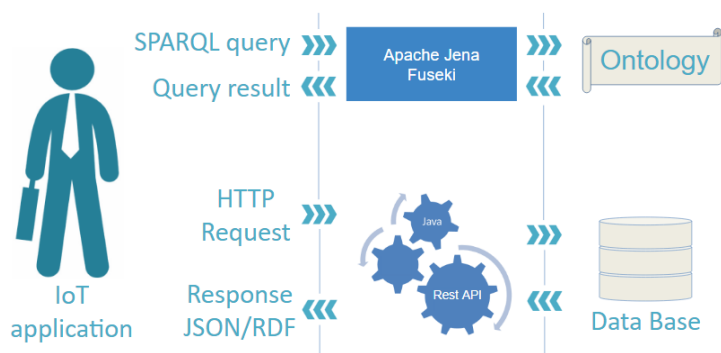 SPARQL query
Query result
Apache Jena
Fuseki
Ontology
HTTP
Request
Java
Rest API
Response
JSON/RDF
IoT
application
Data Base